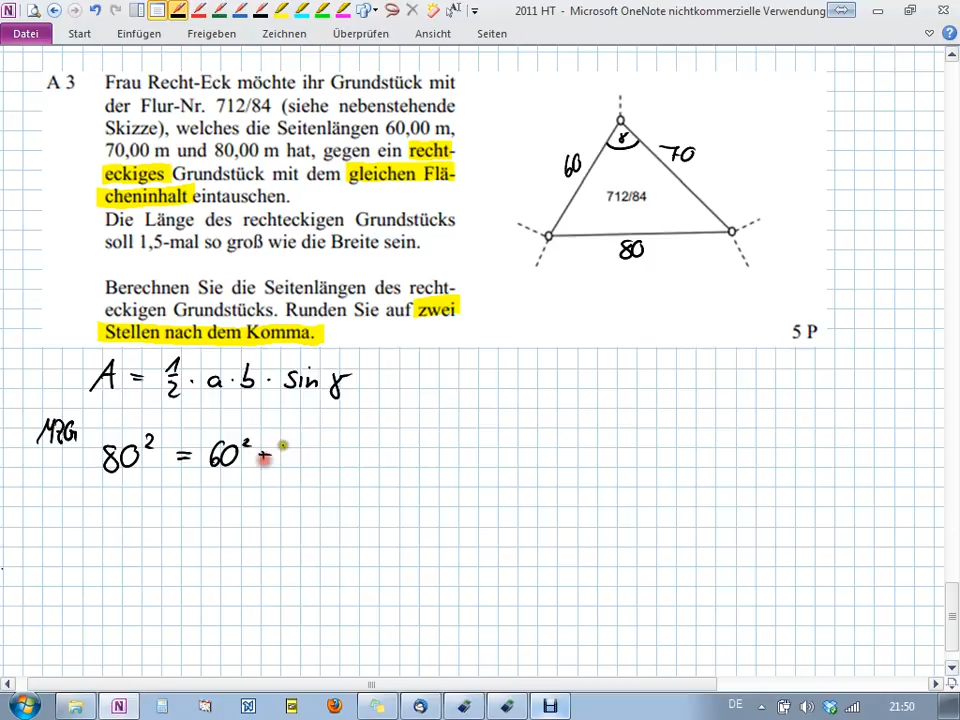 2011 HT - Microsoft OneNote nichtkommerzielle Verwendung
Datei Start Einfügen Freigeben Zeichnen Überprüfen Ansicht Seiten
A 3 Frau Recht-Eck möchte ihr Grundstück mit
der Flur-Nr. 712/84 (siehe nebenstehende
Skizze), welches die Seitenlängen 60,00 m,
70,00 m und 80,00 m hat, gegen ein recht-
eckiges Grundstück mit dem gleichen Flä-
cheninhalt eintauschen.
Die Länge des rechteckigen Grundstücks
soll 1,5-mal so groß wie die Breite sein.
Berechnen Sie die Seitenlängen des recht-
eckigen Grundstücks. Runden Sie auf zwei
Stellen nach dem Komma.
5 P
γ
60
70
712/84
80
A = 1/2 · a · b · sin γ
80² = 60² +
DE
21:50